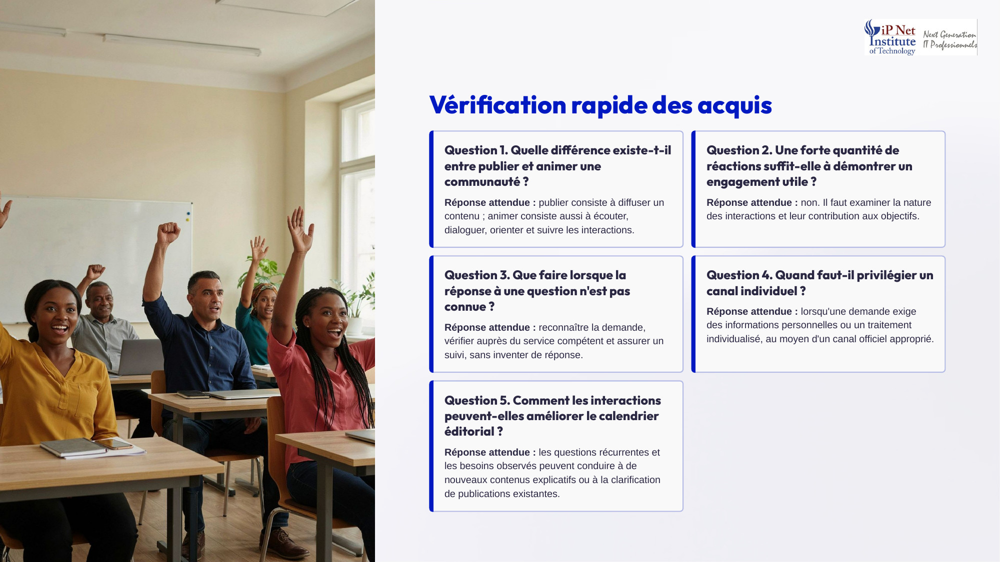 iP Net
Institute
of Technology
Next Generation
IT Professionnels
Vérification rapide des acquis
Question 1. Quelle différence existe-t-il
entre publier et animer une
communauté ?
Réponse attendue : publier consiste à diffuser un
contenu ; animer consiste aussi à écouter,
dialoguer, orienter et suivre les interactions.
Question 2. Une forte quantité de
réactions suffit-elle à démontrer un
engagement utile ?
Réponse attendue : non. Il faut examiner la nature
des interactions et leur contribution aux objectifs.
Question 3. Que faire lorsque la
réponse à une question n'est pas
connue ?
Réponse attendue : reconnaître la demande,
vérifier auprès du service compétent et assurer un
suivi, sans inventer de réponse.
Question 4. Quand faut-il privilégier un
canal individuel ?
Réponse attendue : lorsqu'une demande exige
des informations personnelles ou un traitement
individualisé, au moyen d'un canal officiel approprié.
Question 5. Comment les interactions
peuvent-elles améliorer le calendrier
éditorial ?
Réponse attendue : les questions récurrentes et
les besoins observés peuvent conduire à de
nouveaux contenus explicatifs ou à la clarification
de publications existantes.